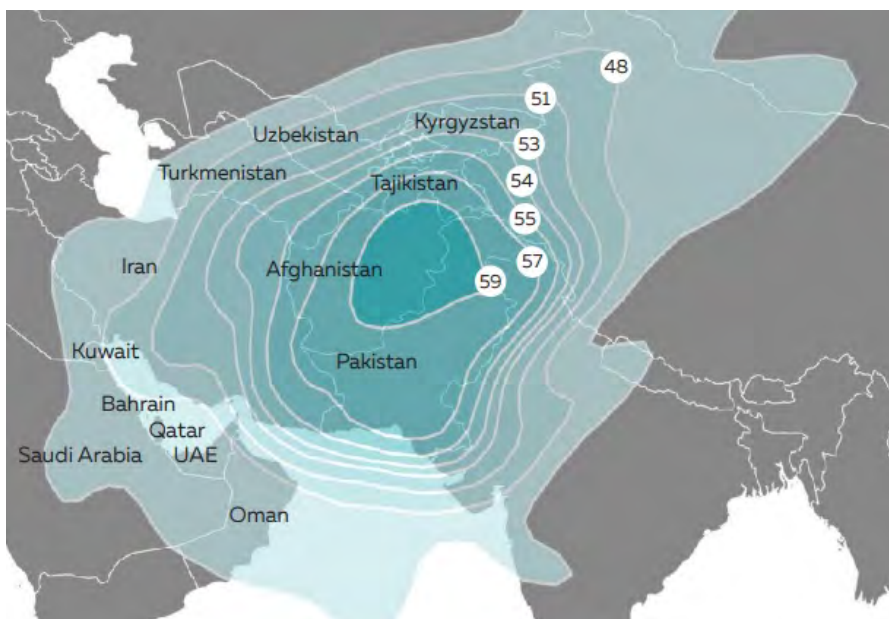 48
51
Kyrgyzstan
Uzbekistan
53
Turkmenistan
Tajikistan
54
55
Iran
Afghanistan
57
59
Kuwait
Pakistan
Bahrain
Qatar
Saudi Arabia
UAE
Oman